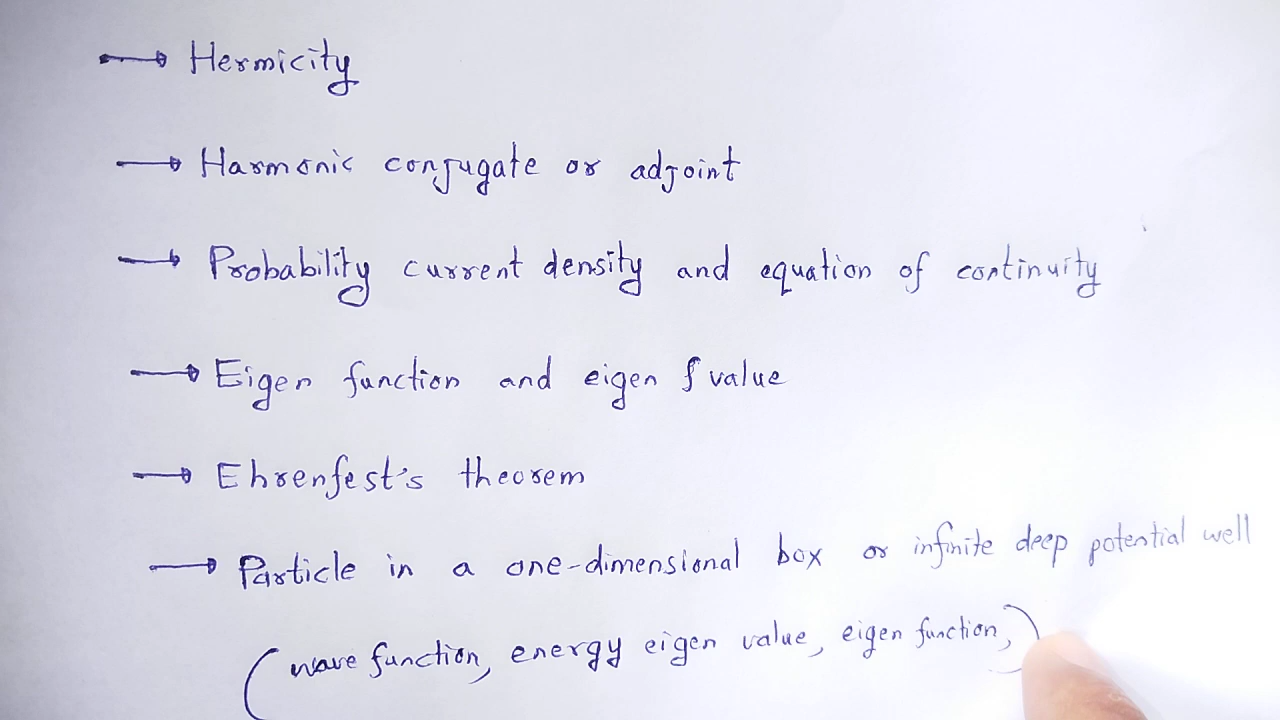 → Hermicity
→ Harmonic conjugate or adjoint
→ Probability current density and equation of continuity
→ Eigen function and eigen f value
→ Ehrenfest's theorem
→ Particle in a one-dimensional box or infinite deep potential well
(wave function, energy eigen value, eigen function,)